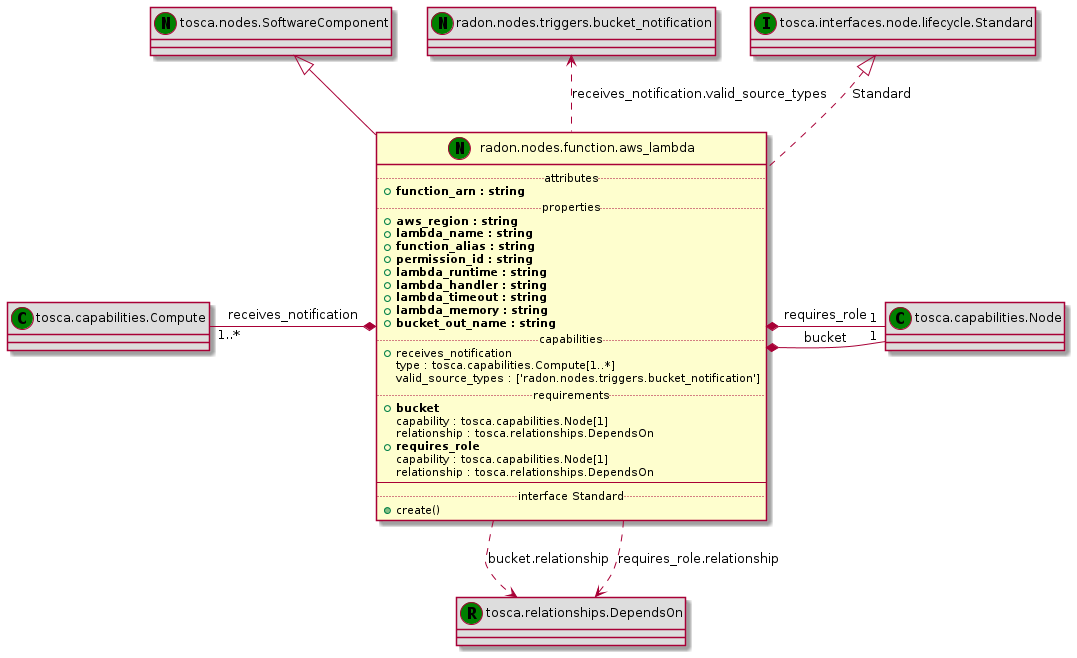 N tosca.nodes.SoftwareComponent
N radon.nodes.triggers.bucket_notification
I tosca.interfaces.node.lifecycle.Standard
receives_notification.valid_source_types
Standard
N radon.nodes.function.aws_lambda
attributes
function_arn : string
properties
aws_region : string
lambda_name : string
function_alias : string
permission_id : string
lambda_runtime : string
lambda_handler : string
lambda_timeout : string
lambda_memory : string
bucket_out_name : string
capabilities
receives_notification
type : tosca.capabilities.Compute[1..*]
valid_source_types : ['radon.nodes.triggers.bucket_notification']
requirements
bucket
capability : tosca.capabilities.Node[1]
relationship : tosca.relationships.DependsOn
requires_role
capability : tosca.capabilities.Node[1]
relationship : tosca.relationships.DependsOn
interface Standard
create()
C tosca.capabilities.Compute
receives_notification
1..*
requires_role 1
bucket 1
C tosca.capabilities.Node
bucket.relationship
requires_role.relationship
R tosca.relationships.DependsOn